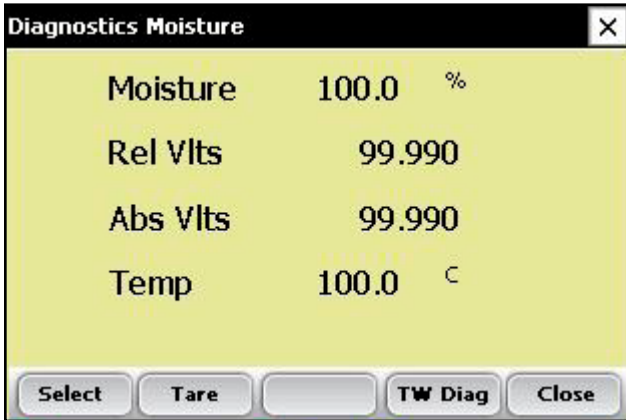 Diagnostics Moisture
Moisture 100.0 %
Rel Vlts 99.990
Abs Vlts 99.990
Temp 100.0 C
Select Tare TW Diag Close